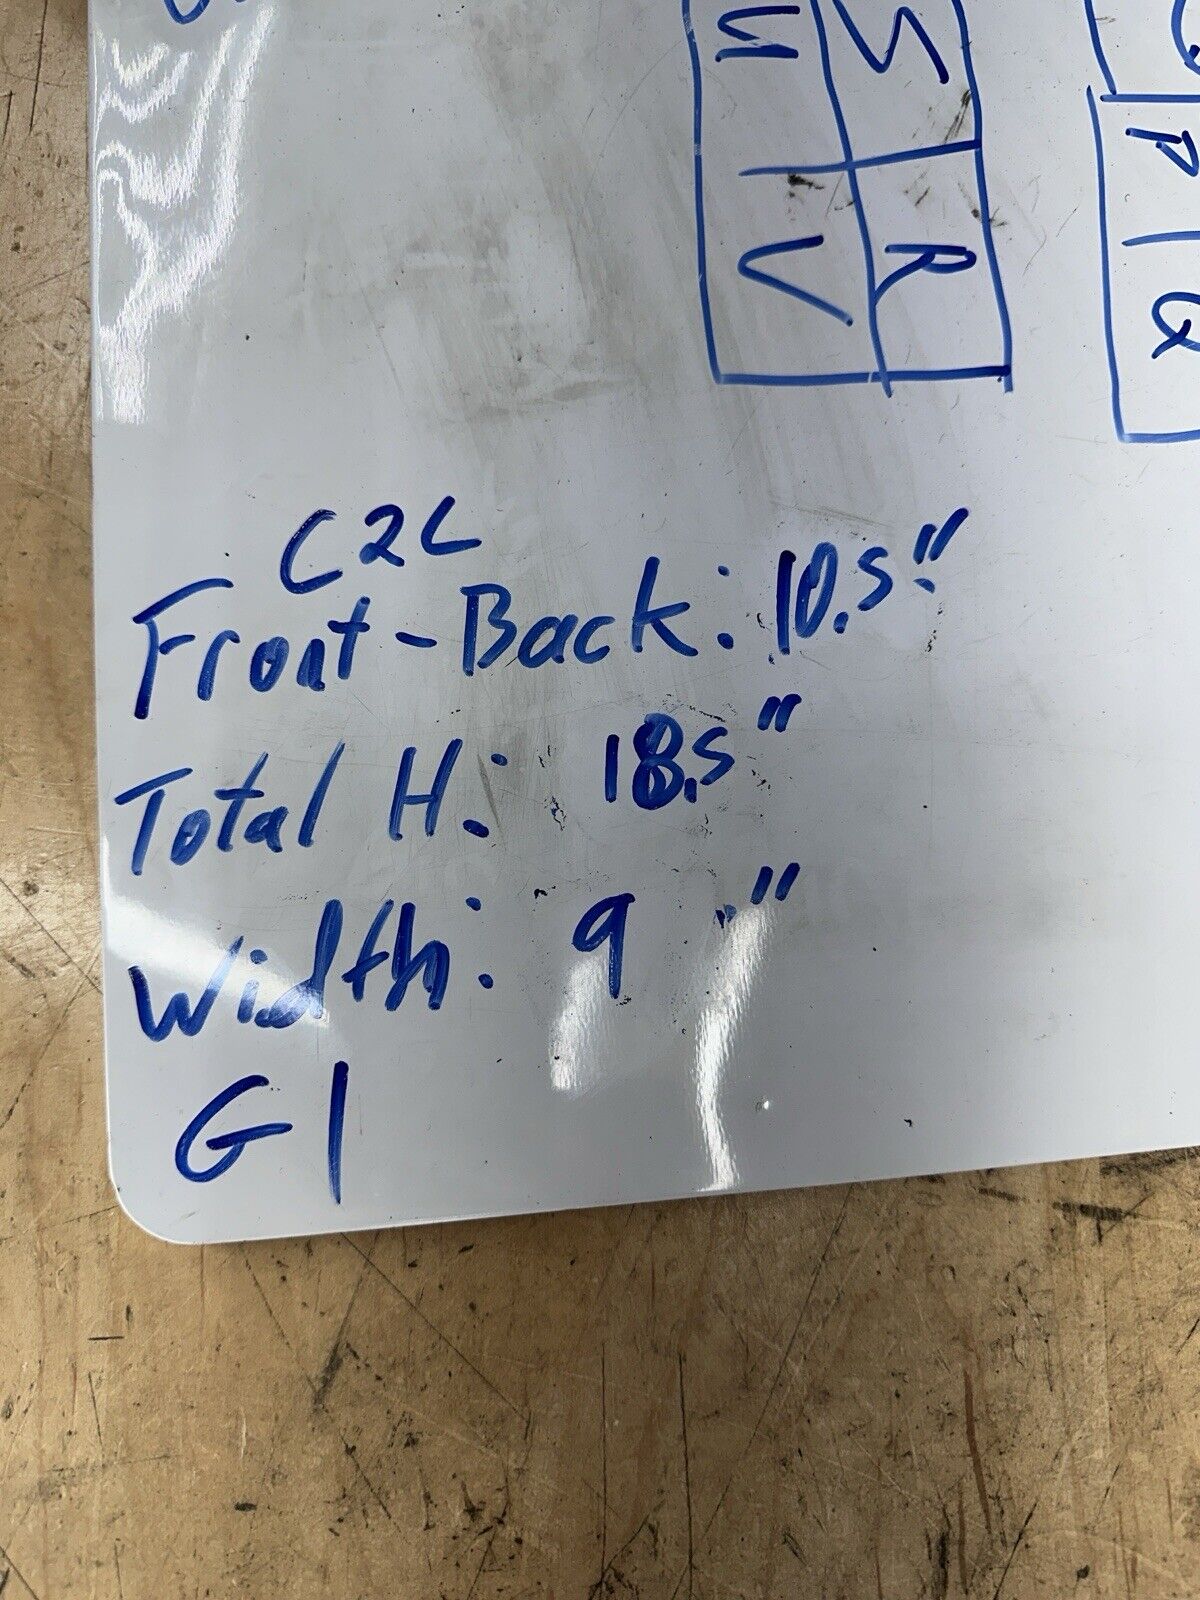 U S
V R
P Q
C2C
Front-Back: 10.5"
Total H: 18.5"
Width: 9 "
G1